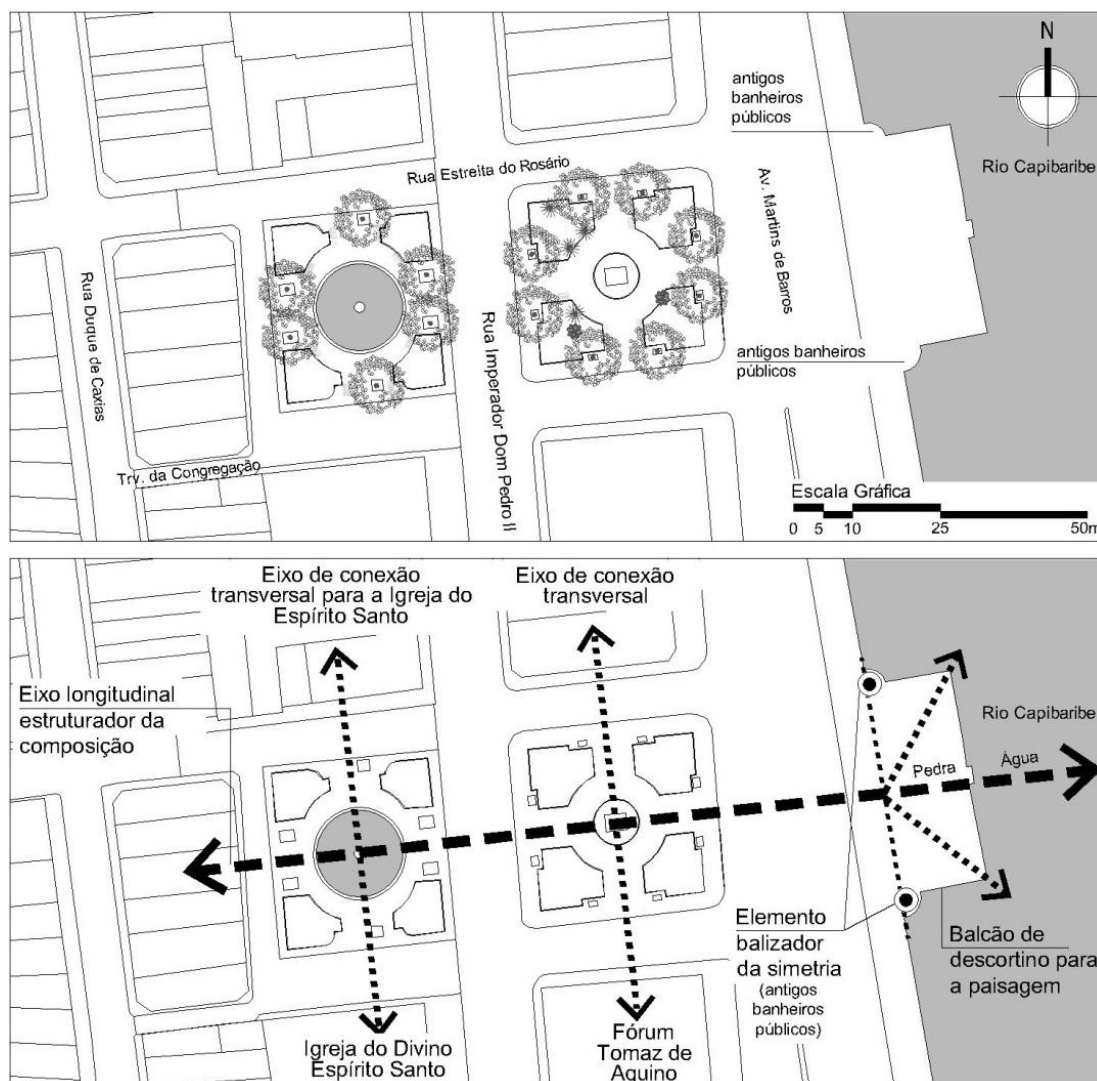 N
antigos
banheiros
públicos
Rio Capibaribe
Rua Estreita do Rosário
Av. Martins de Barros
Rua Duque de Caxias
Rua Imperador Dom Pedro II
antigos banheiros
públicos
Trv. da Congregação
Escala Gráfica
0 5 10 25 50m
Eixo de conexão
transversal para a Igreja do
Espírito Santo
Eixo de conexão
transversal
Eixo longitudinal
estruturador da
composição
Rio Capibaribe
Pedra
Água
Elemento
balizador
da simetria
(antigos
banheiros
públicos)
Balcão de
descortino para
a paisagem
Igreja do Divino
Espírito Santo
Fórum
Tomaz de
Aquino